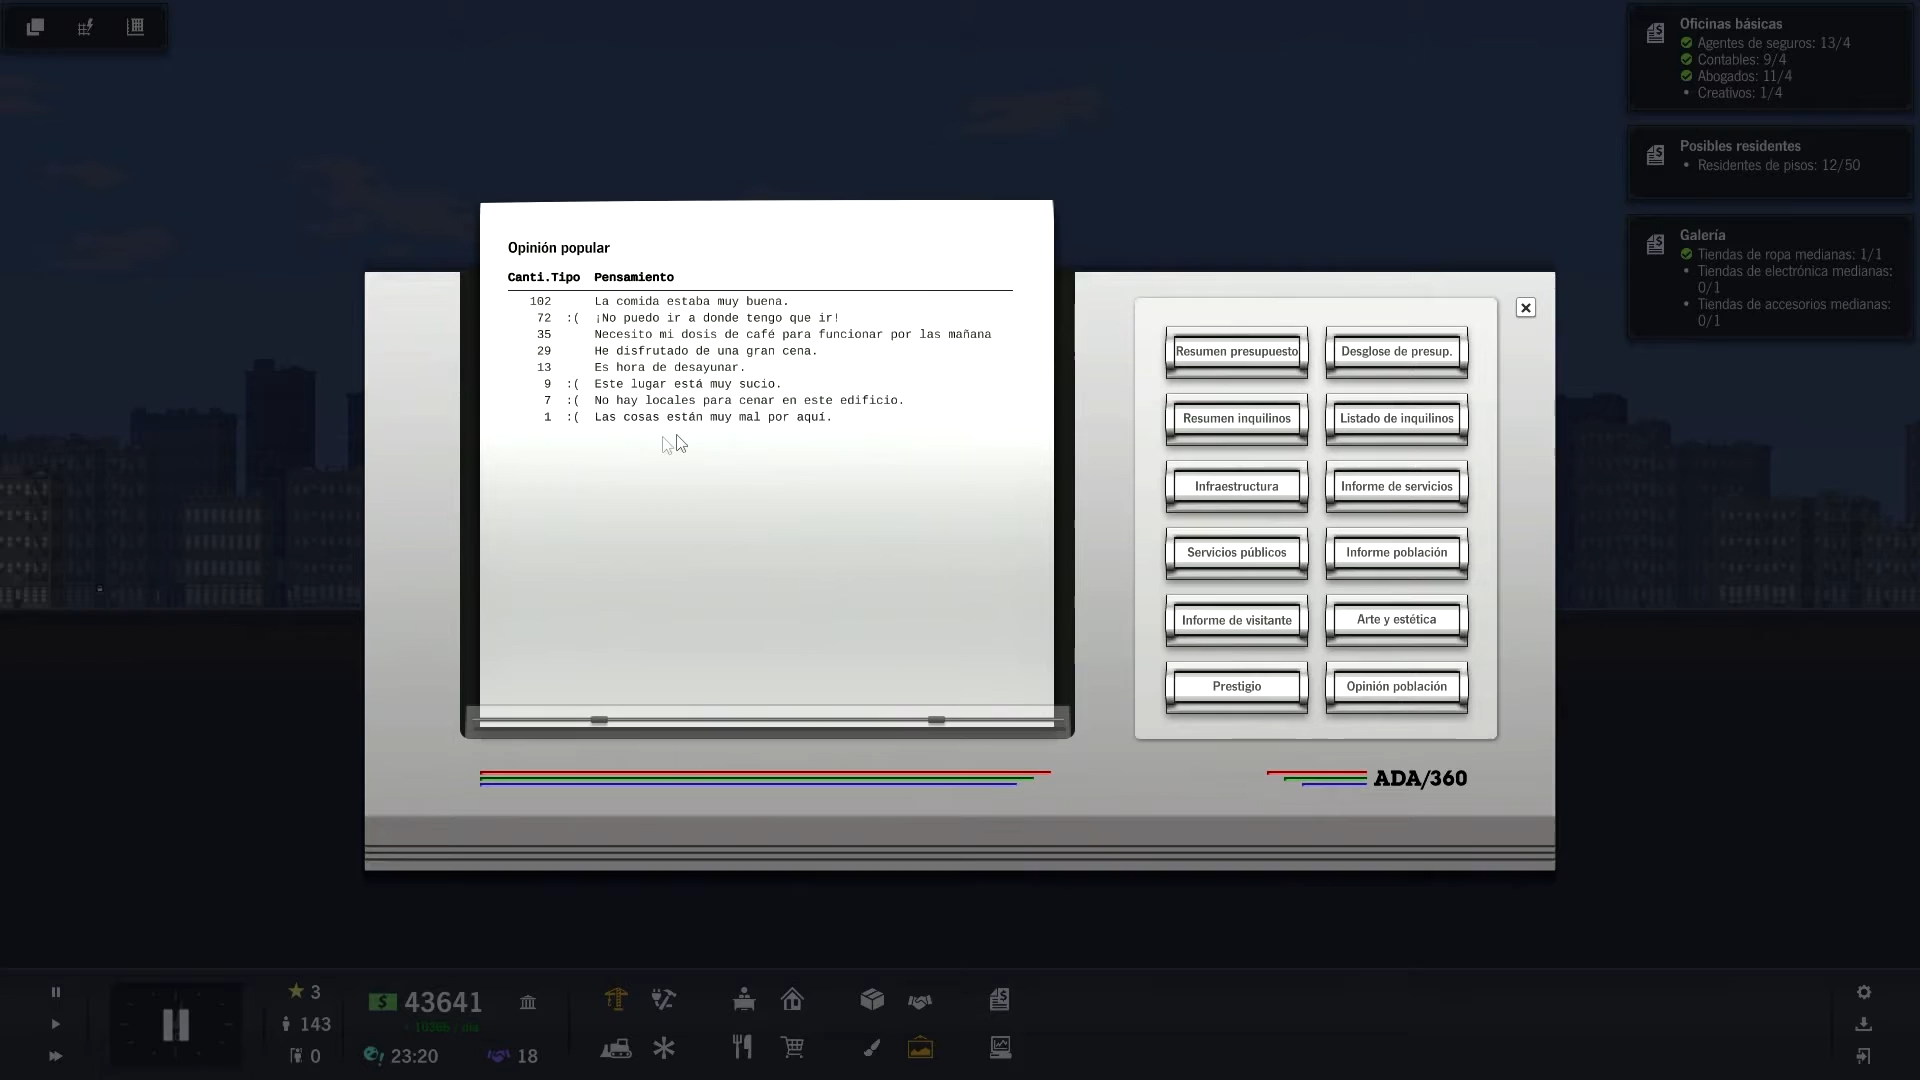 Oficinas básicas
Agentes de seguros: 13/4
Contables: 9/4
Abogados: 11/4
• Creativos: 1/4
Posibles residentes
• Residentes de pisos: 12/50
Galería
Tiendas de ropa medianas: 1/1
• Tiendas de electrónica medianas:
0/1
• Tiendas de accesorios medianas:
0/1
Opinión popular
Canti.Tipo Pensamiento
102 La comida estaba muy buena.
72 :( ¡No puedo ir a donde tengo que ir!
35 Necesito mi dosis de café para funcionar por las mañana
29 He disfrutado de una gran cena.
13 Es hora de desayunar.
9 :( Este lugar está muy sucio.
7 :( No hay locales para cenar en este edificio.
1 :( Las cosas están muy mal por aquí.
Resumen presupuesto
Desglose de presup.
Resumen inquilinos
Listado de inquilinos
Infraestructura
Informe de servicios
Servicios públicos
Informe población
Informe de visitante
Arte y estética
Prestigio
Opinión población
ADA/360
3
143
0
$ 43641
23:20
18